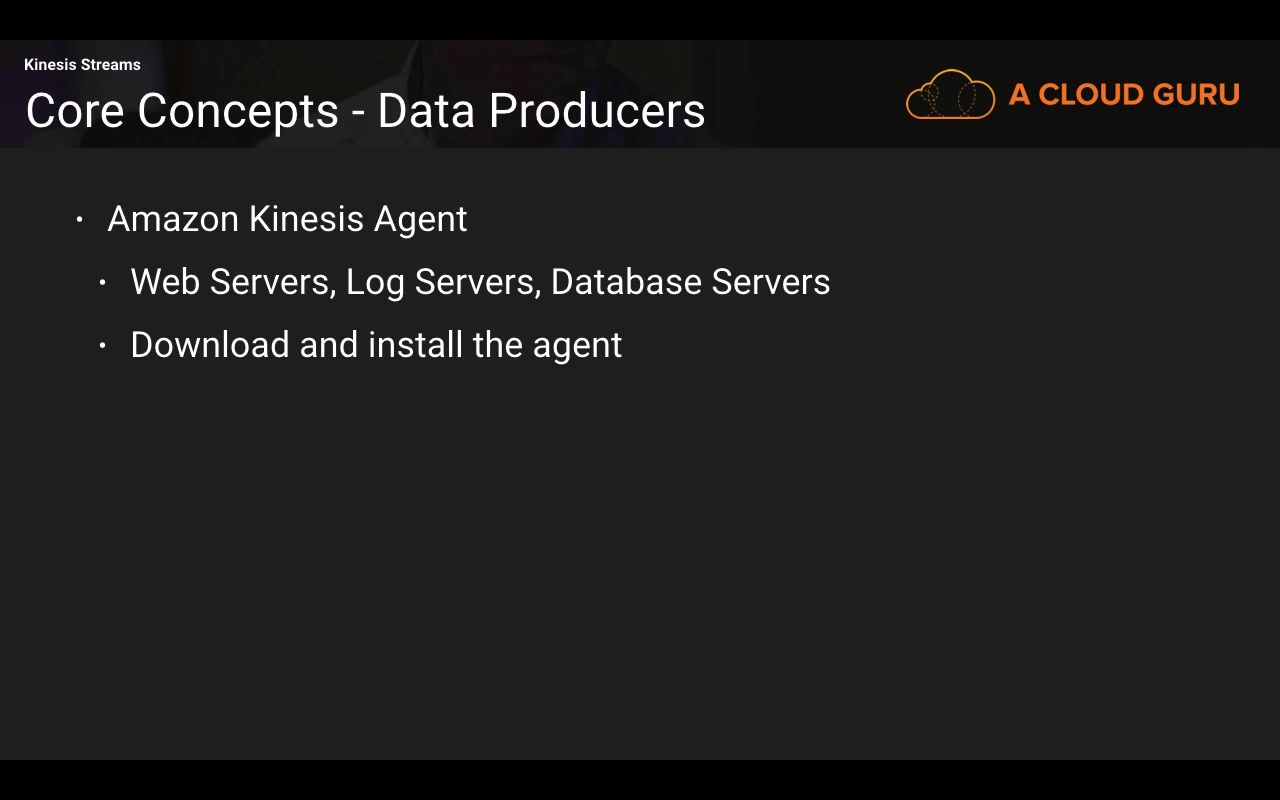 Kinesis Streams
Core Concepts - Data Producers
A CLOUD GURU
• Amazon Kinesis Agent
• Web Servers, Log Servers, Database Servers
• Download and install the agent